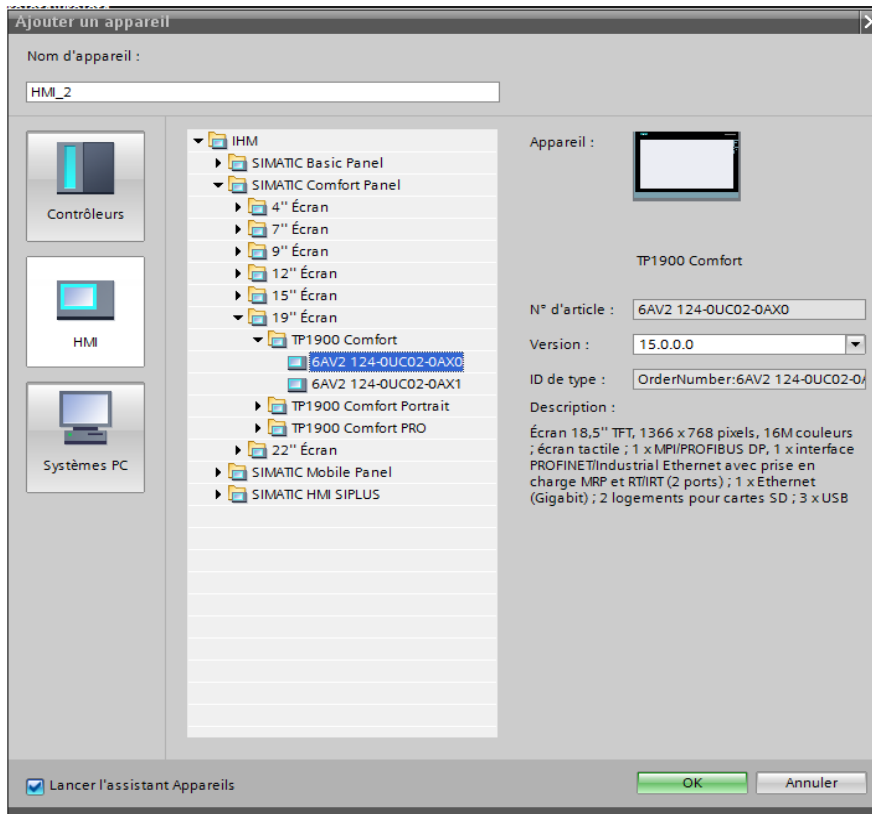 Ajouter un appareil
Nom d'appareil :
HMI_2
Contrôleurs
HMI
Systèmes PC
IHM
SIMATIC Basic Panel
SIMATIC Comfort Panel
4'' Écran
7'' Écran
9'' Écran
12'' Écran
15'' Écran
19'' Écran
TP1900 Comfort
6AV2 124-0UC02-0AX0
6AV2 124-0UC02-0AX1
TP1900 Comfort Portrait
TP1900 Comfort PRO
22'' Écran
SIMATIC Mobile Panel
SIMATIC HMI SIPLUS
Appareil :
TP1900 Comfort
N° d'article : 6AV2 124-0UC02-0AX0
Version : 15.0.0.0
ID de type : OrderNumber:6AV2 124-0UC02-0A
Description :
Écran 18,5'' TFT, 1366 x 768 pixels, 16M couleurs
; écran tactile ; 1 x MPI/PROFIBUS DP, 1 x interface
PROFINET/Industrial Ethernet avec prise en
charge MRP et RT/IRT (2 ports) ; 1 x Ethernet
(Gigabit) ; 2 logements pour cartes SD ; 3 x USB
Lancer l'assistant Appareils
OK
Annuler